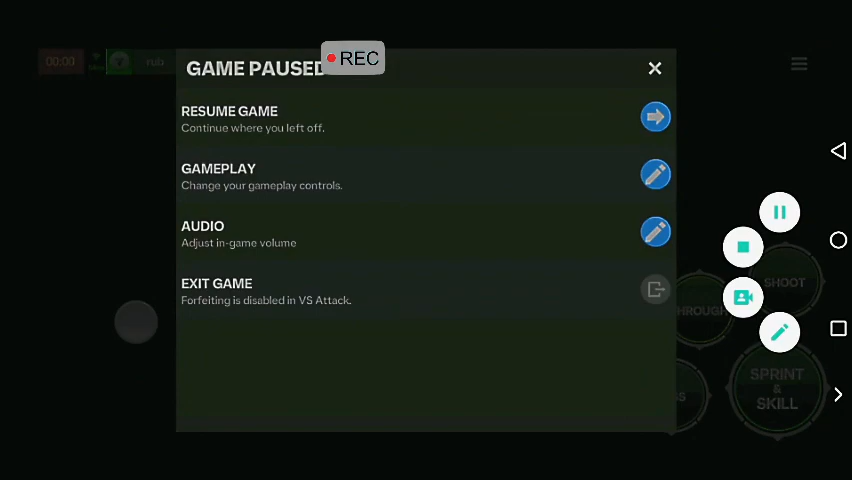 00:00
rub
REC
GAME PAUSED
RESUME GAME
Continue where you left off.
GAMEPLAY
Change your gameplay controls.
AUDIO
Adjust in-game volume
EXIT GAME
Forfeiting is disabled in VS Attack.
SHOOT
HROUGH
SPRINT
&
SKILL